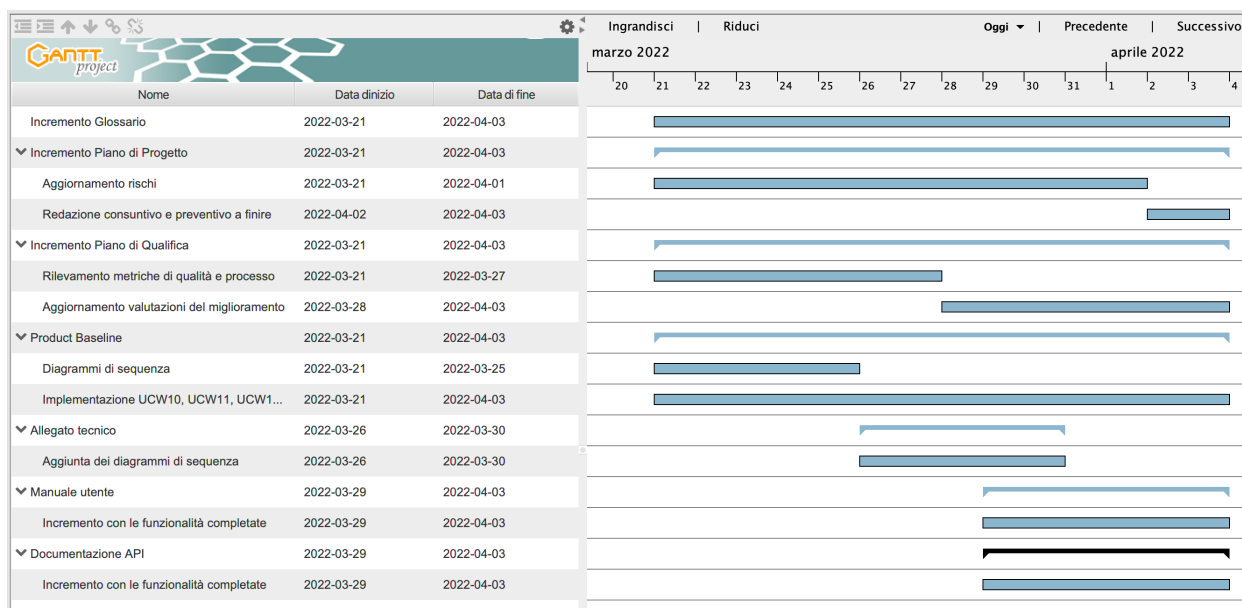 Ingrandisci | Riduci Oggi | Precedente | Successivo
GANTT project
marzo 2022 aprile 2022
20 21 22 23 24 25 26 27 28 29 30 31 1 2 3 4
Nome Data dinizio Data di fine
Incremento Glossario 2022-03-21 2022-04-03
Incremento Piano di Progetto 2022-03-21 2022-04-03
Aggiornamento rischi 2022-03-21 2022-04-01
Redazione consuntivo e preventivo a finire 2022-04-02 2022-04-03
Incremento Piano di Qualifica 2022-03-21 2022-04-03
Rilevamento metriche di qualità e processo 2022-03-21 2022-03-27
Aggiornamento valutazioni del miglioramento 2022-03-28 2022-04-03
Product Baseline 2022-03-21 2022-04-03
Diagrammi di sequenza 2022-03-21 2022-03-25
Implementazione UCW10, UCW11, UCW1... 2022-03-21 2022-04-03
Allegato tecnico 2022-03-26 2022-03-30
Aggiunta dei diagrammi di sequenza 2022-03-26 2022-03-30
Manuale utente 2022-03-29 2022-04-03
Incremento con le funzionalità completate 2022-03-29 2022-04-03
Documentazione API 2022-03-29 2022-04-03
Incremento con le funzionalità completate 2022-03-29 2022-04-03